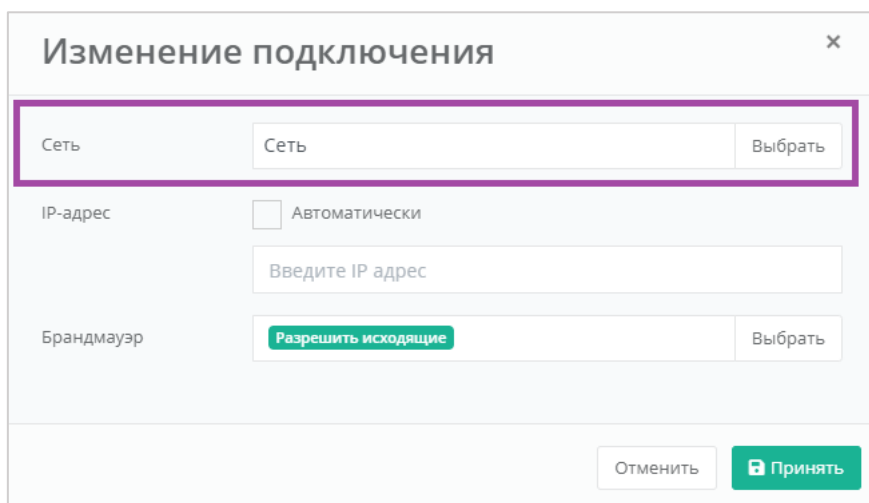 Изменение подключения ×
Сеть Сеть Выбрать
IP-адрес Автоматически
Введите IP адрес
Брандмауэр Разрешить исходящие Выбрать
Отменить Принять